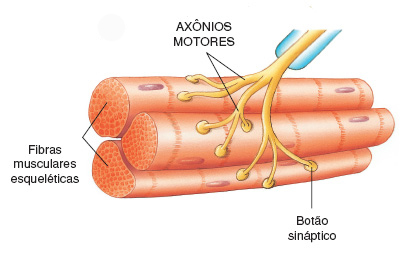 AXÔNIOS
MOTORES
Fibras
musculares
esqueléticas
Botão
sináptico